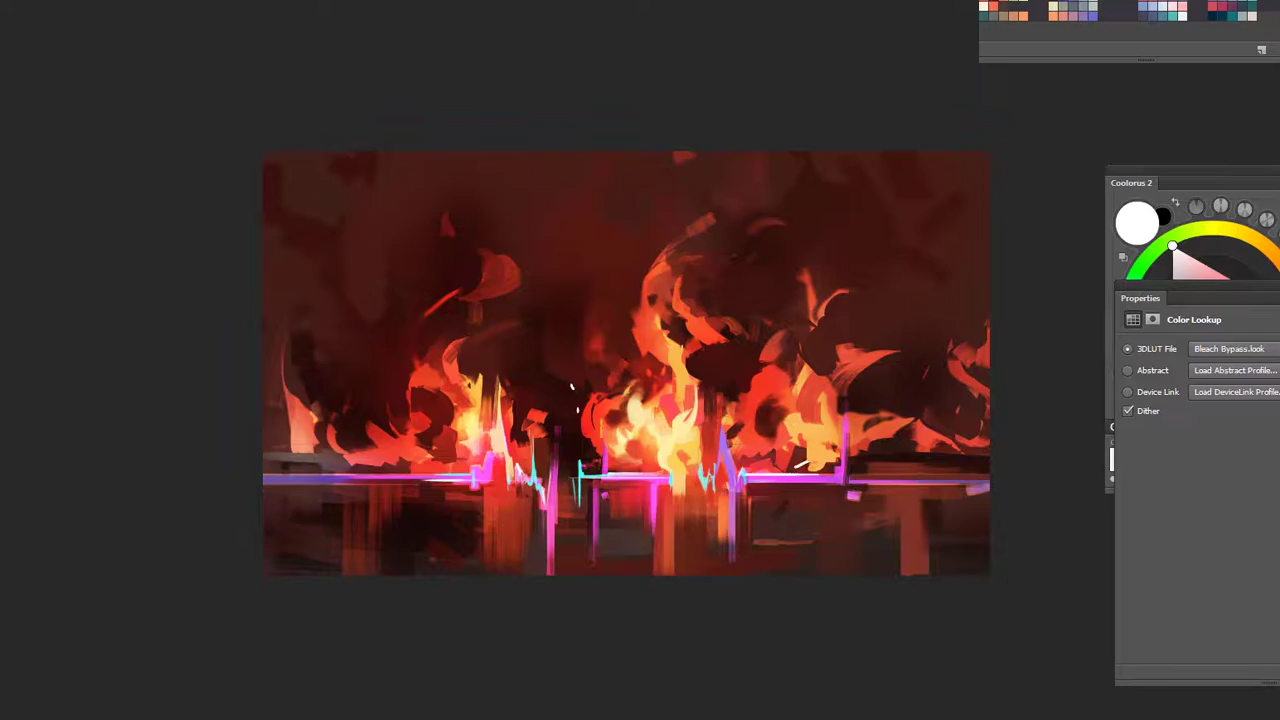 Coolorus 2
Properties
Color Lookup
3DLUT File Bleach Bypass.look
Abstract Load Abstract Profile...
Device Link Load DeviceLink Profile
Dither